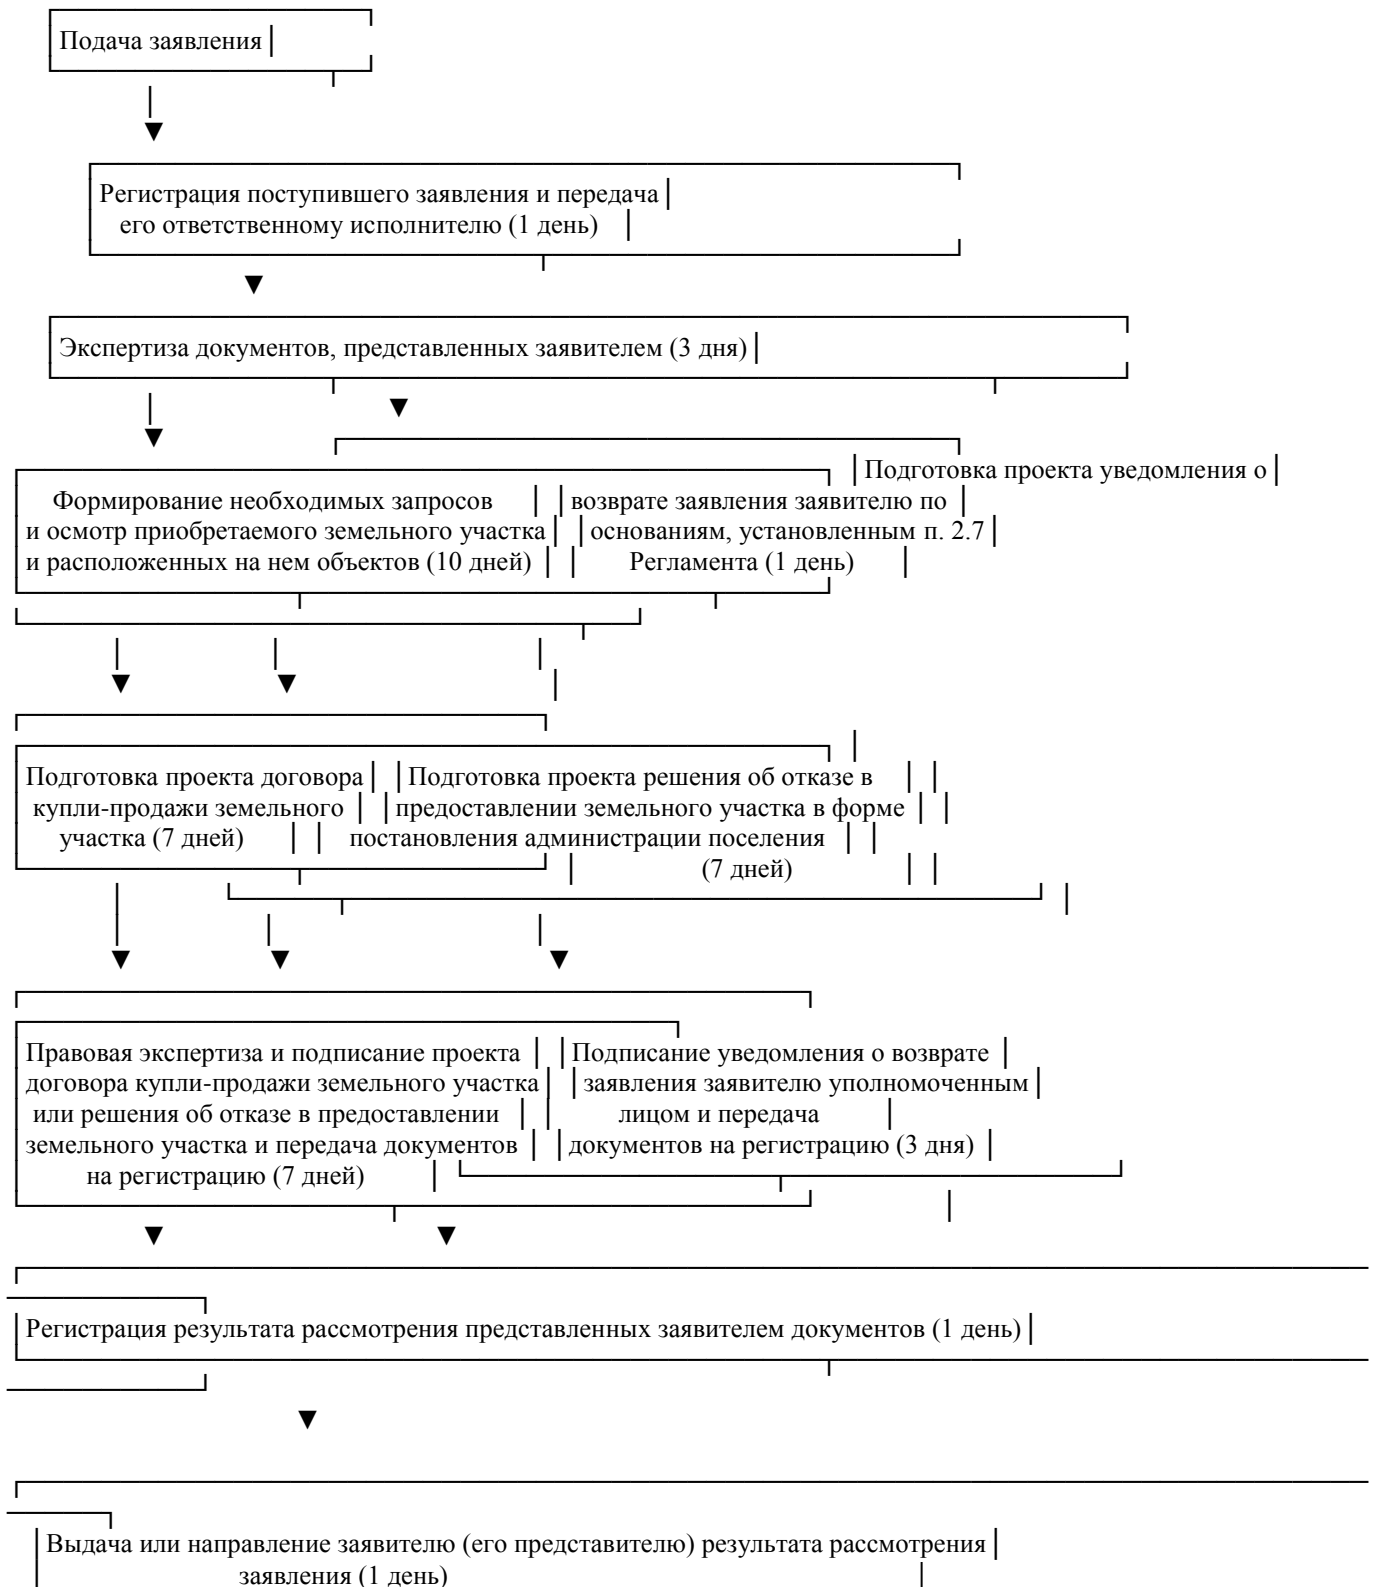 Подача заявления
Регистрация поступившего заявления и передача
его ответственному исполнителю (1 день)
Экспертиза документов, представленных заявителем (3 дня)
Подготовка проекта уведомления о
Формирование необходимых запросов возврате заявления заявителю по
и осмотр приобретаемого земельного участка основаниям, установленным п. 2.7
и расположенных на нем объектов (10 дней) Регламента (1 день)
Подготовка проекта договора Подготовка проекта решения об отказе в
купли-продажи земельного предоставлении земельного участка в форме
участка (7 дней) постановления администрации поселения
(7 дней)
Правовая экспертиза и подписание проекта Подписание уведомления о возврате
договора купли-продажи земельного участка заявления заявителю уполномоченным
или решения об отказе в предоставлении лицом и передача
земельного участка и передача документов документов на регистрацию (3 дня)
на регистрацию (7 дней)
Регистрация результата рассмотрения представленных заявителем документов (1 день)
Выдача или направление заявителю (его представителю) результата рассмотрения
заявления (1 день)